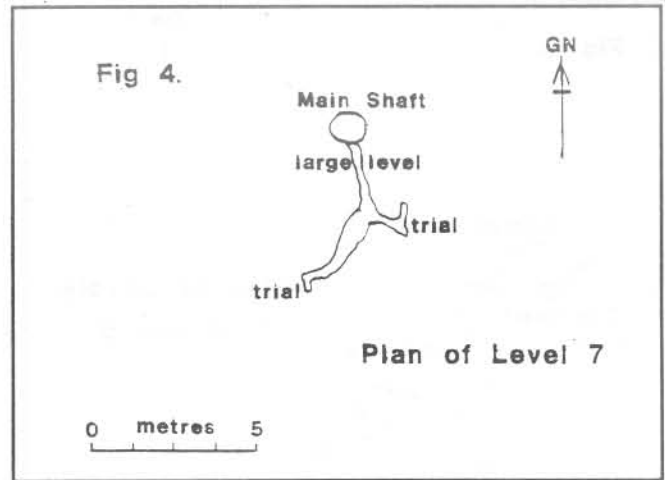 GN
Fig 4.
Main Shaft
large level
trial
trial
Plan of Level 7
0 metres 5